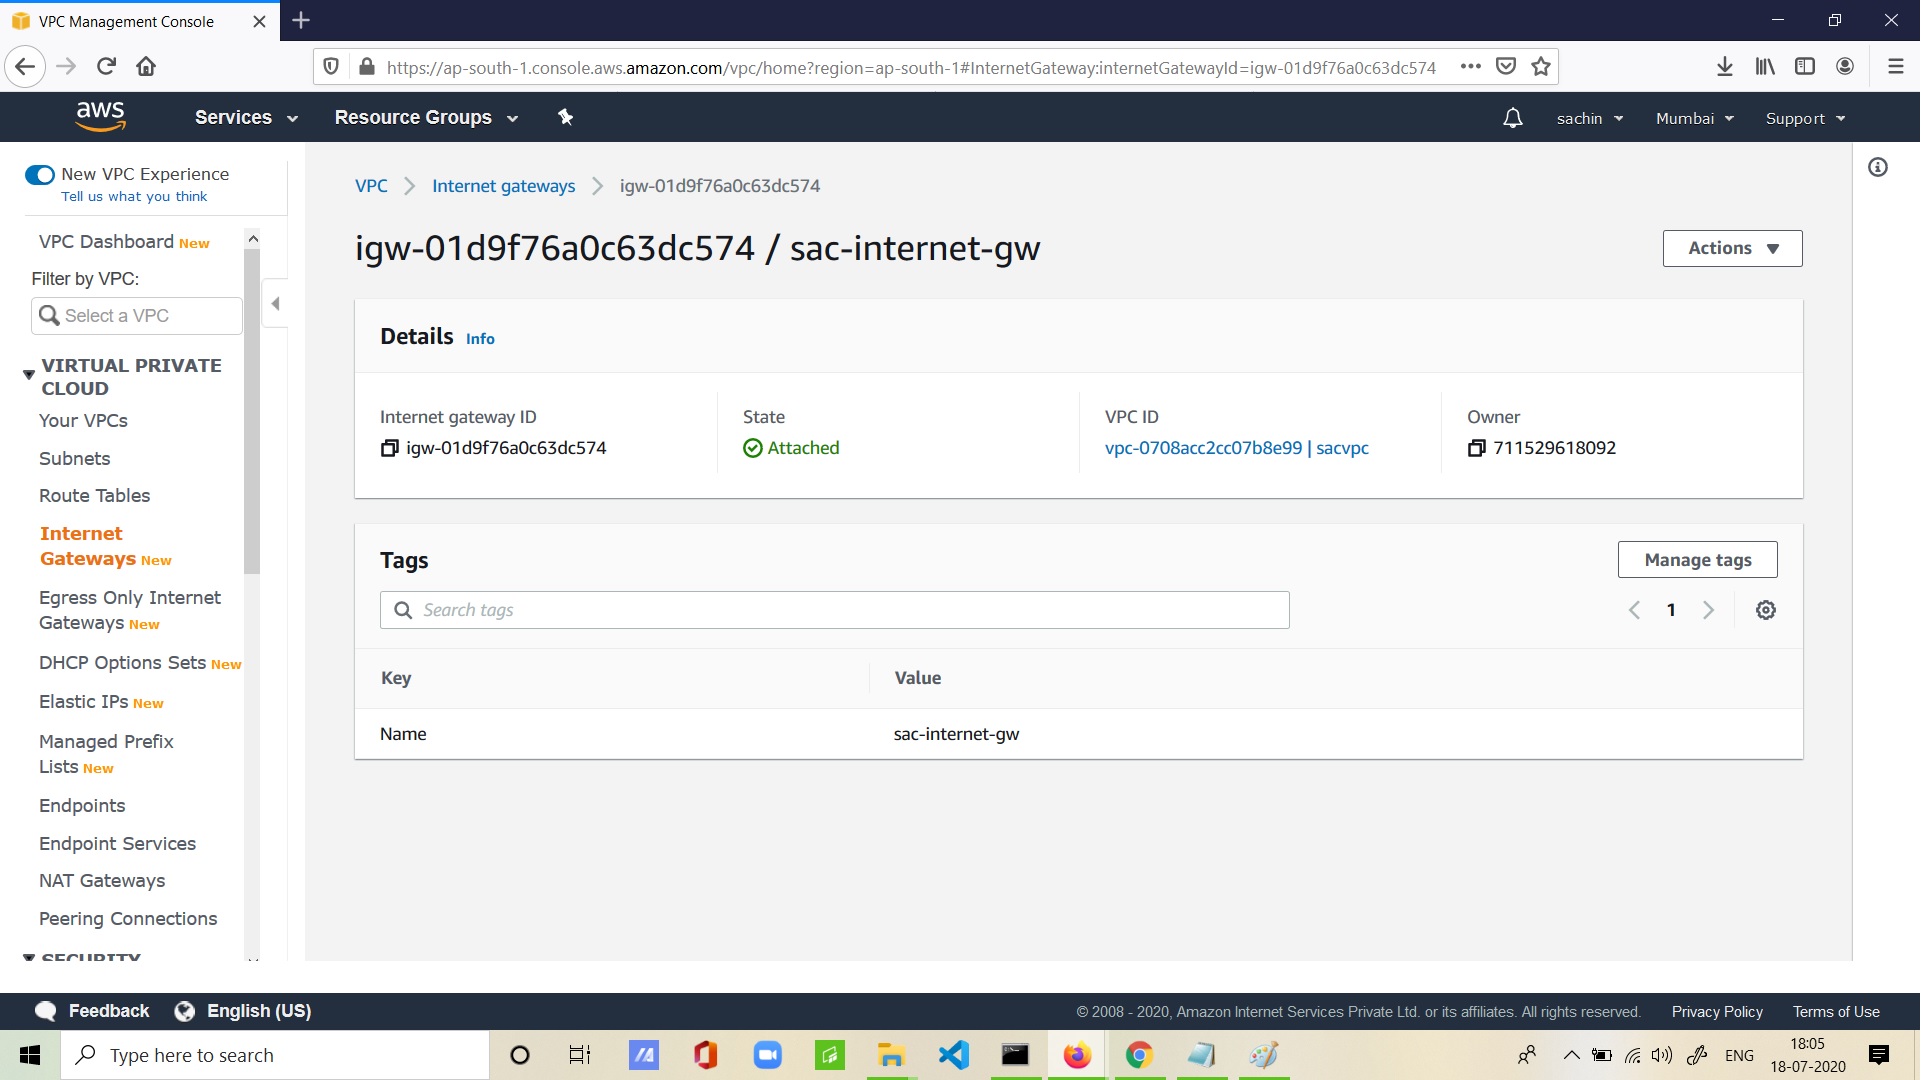 VPC Management Console
https://ap-south-1.console.aws.amazon.com/vpc/home?region=ap-south-1#InternetGateway:internetGatewayId=igw-01d9f76a0c63dc574
aws Services Resource Groups sachin Mumbai Support
New VPC Experience
Tell us what you think
VPC Dashboard New
Filter by VPC:
Select a VPC
VIRTUAL PRIVATE
CLOUD
Your VPCs
Subnets
Route Tables
Internet
Gateways New
Egress Only Internet
Gateways New
DHCP Options Sets New
Elastic IPs New
Managed Prefix
Lists New
Endpoints
Endpoint Services
NAT Gateways
Peering Connections
SECURITY
VPC Internet gateways igw-01d9f76a0c63dc574
igw-01d9f76a0c63dc574 / sac-internet-gw
Actions
Details Info
Internet gateway ID
igw-01d9f76a0c63dc574
State
Attached
VPC ID
vpc-0708acc2cc07b8e99 | sacvpc
Owner
711529618092
Tags
Manage tags
Search tags
1
Key Value
Name sac-internet-gw
Feedback English (US)
© 2008 - 2020, Amazon Internet Services Private Ltd. or its affiliates. All rights reserved. Privacy Policy Terms of Use
Type here to search
ENG
18:05
18-07-2020